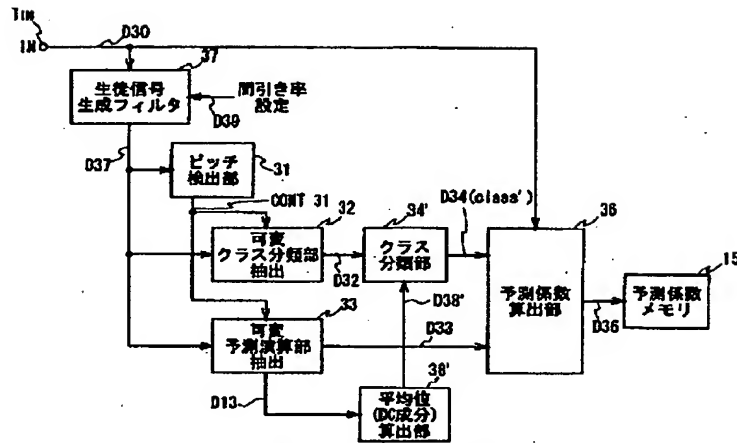 TIN
IN
D30
37
生徒信号
生成フィルタ
間引き率
設定
D39
D37
ピッチ
検出部
31
CONT 31
32
可変
クラス分類部
抽出
D32
34'
クラス
分類部
D34(class')
36
予測係数
算出部
15
予測係数
メモリ
D36
D38'
33
可変
予測演算部
抽出
D33
D13
38'
平均位
(DC成分)
算出部